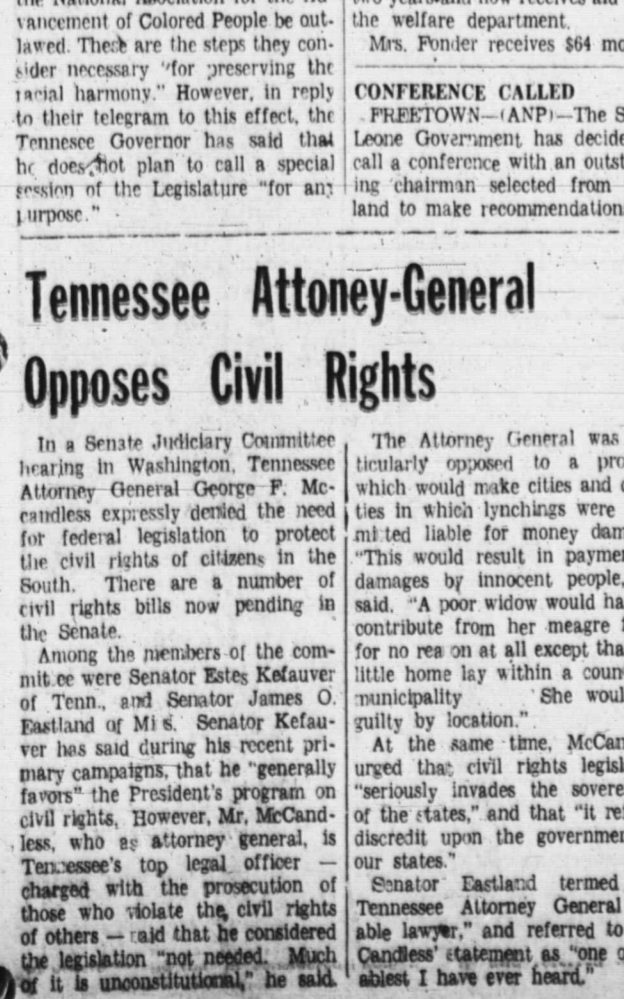 vancement of Colored People be out-
lawed. These are the steps they con-
sider necessary "for preserving the
racial harmony." However, in reply
to their telegram to this effect, the
Tennesee Governor has said that
he does not plan to call a special
session of the Legislature "for any
purpose."
the welfare department.
Mrs. Fonder receives $64 mo
CONFERENCE CALLED
FREETOWN—(ANP)—The S
Leone Government has decide
call a conference with an outst
ing chairman selected from
land to make recommendation
Tennessee Attoney-General
Opposes Civil Rights
In a Senate Judiciary Committee
hearing in Washington, Tennessee
Attorney General George F. Mc-
candless expressly denied the need
for federal legislation to protect
the civil rights of citizens in the
South. There are a number of
civil rights bills now pending in
the Senate.
Among the members of the com-
mit ee were Senator Estes Kefauver
of Tenn., and Senator James O.
Eastland of Mi s. Senator Kefau-
ver has said during his recent pri-
mary campaigns, that he "generally
favors" the President's program on
civil rights, However, Mr. McCand-
less, who as attorney general, is
Tennessee's top legal officer —
charged with the prosecution of
those who violate the civil rights
of others — said that he considered
the legislation "not needed. Much
of it is unconstitutional," he said.
The Attorney General was
ticularly opposed to a pro
which would make cities and c
ties in which lynchings were
mitted liable for money dam
"This would result in paymen
damages by innocent people,
said. "A poor widow would ha
contribute from her meagre
for no rea on at all except tha
little home lay within a coun
municipality She woul
guilty by location."
At the same time, McCan
urged that civil rights legisl
"seriously invades the sovere
of the states," and that "it re
discredit upon the governmen
our states."
Senator Eastland termed
Tennessee Attorney General
able lawyer," and referred to
Candless' statement as "one o
ablest I have ever heard."